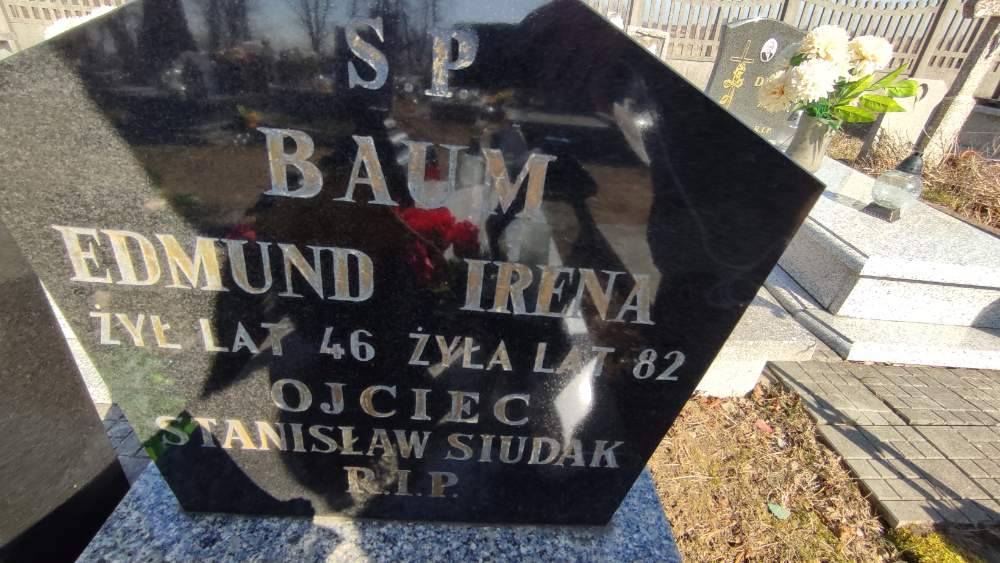 S.P.
BAUM
EDMUND IRENA
ŻYŁ LAT 46 ŻYŁA LAT 82
OJCIEC
STANISŁAW SIUDAK
R.I.P.